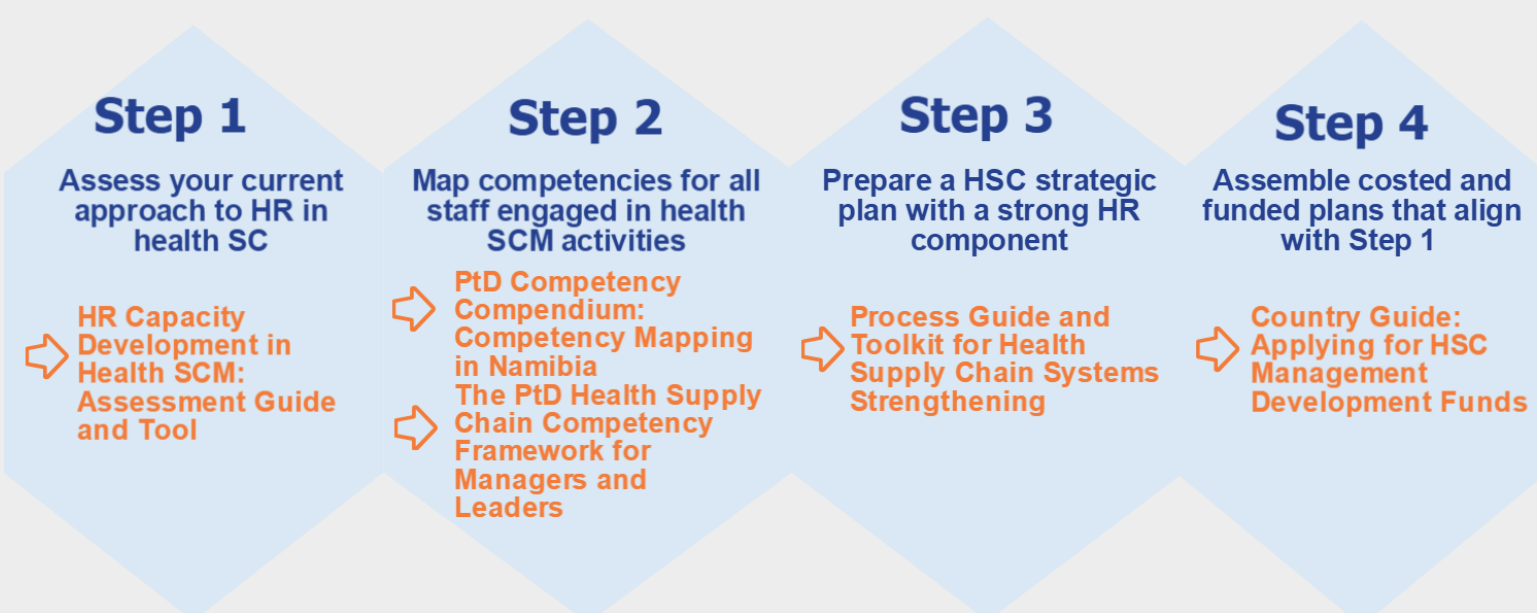 Step 1
Assess your current
approach to HR in
health SC
HR Capacity
Development in
Health SCM:
Assessment Guide
and Tool
Step 2
Map competencies for all
staff engaged in health
SCM activities
PtD Competency
Compendium:
Competency Mapping
in Namibia
The PtD Health Supply
Chain Competency
Framework for
Managers and
Leaders
Step 3
Prepare a HSC strategic
plan with a strong HR
component
Process Guide and
Toolkit for Health
Supply Chain Systems
Strengthening
Step 4
Assemble costed and
funded plans that align
with Step 1
Country Guide:
Applying for HSC
Management
Development Funds